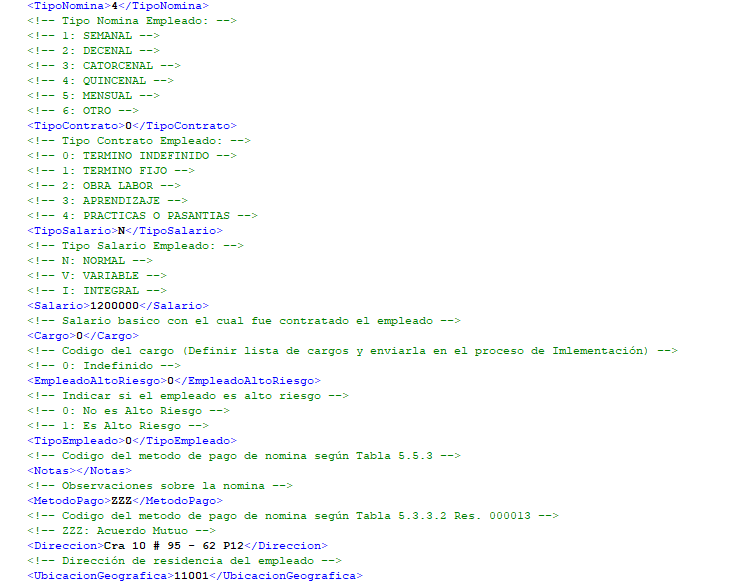 <TipoNomina>4</TipoNomina>
<!-- Tipo Nomina Empleado: -->
<!-- 1: SEMANAL -->
<!-- 2: DECENAL -->
<!-- 3: CATORCENAL -->
<!-- 4: QUINCENAL -->
<!-- 5: MENSUAL -->
<!-- 6: OTRO -->
<TipoContrato>0</TipoContrato>
<!-- Tipo Contrato Empleado: -->
<!-- 0: TERMINO INDEFINIDO -->
<!-- 1: TERMINO FIJO -->
<!-- 2: OBRA LABOR -->
<!-- 3: APRENDIZAJE -->
<!-- 4: PRACTICAS O PASANTIAS -->
<TipoSalario>N</TipoSalario>
<!-- Tipo Salario Empleado: -->
<!-- N: NORMAL -->
<!-- V: VARIABLE -->
<!-- I: INTEGRAL -->
<Salario>1200000</Salario>
<!-- Salario basico con el cual fue contratado el empleado -->
<Cargo>0</Cargo>
<!-- Codigo del cargo (Definir lista de cargos y enviarla en el proceso de Imlementación) -->
<!-- 0: Indefinido -->
<EmpleadoAltoRiesgo>0</EmpleadoAltoRiesgo>
<!-- Indicar si el empleado es alto riesgo -->
<!-- 0: No es Alto Riesgo -->
<!-- 1: Es Alto Riesgo -->
<TipoEmpleado>0</TipoEmpleado>
<!-- Codigo del metodo de pago de nomina según Tabla 5.5.3 -->
<Notas></Notas>
<!-- Observaciones sobre la nomina -->
<MetodoPago>ZZZ</MetodoPago>
<!-- Codigo del metodo de pago de nomina según Tabla 5.3.3.2 Res. 000013 -->
<!-- ZZZ: Acuerdo Mutuo -->
<Direccion>Cra 10 # 95 - 62 P12</Direccion>
<!-- Dirección de residencia del empleado -->
<UbicacionGeografica>11001</UbicacionGeografica>